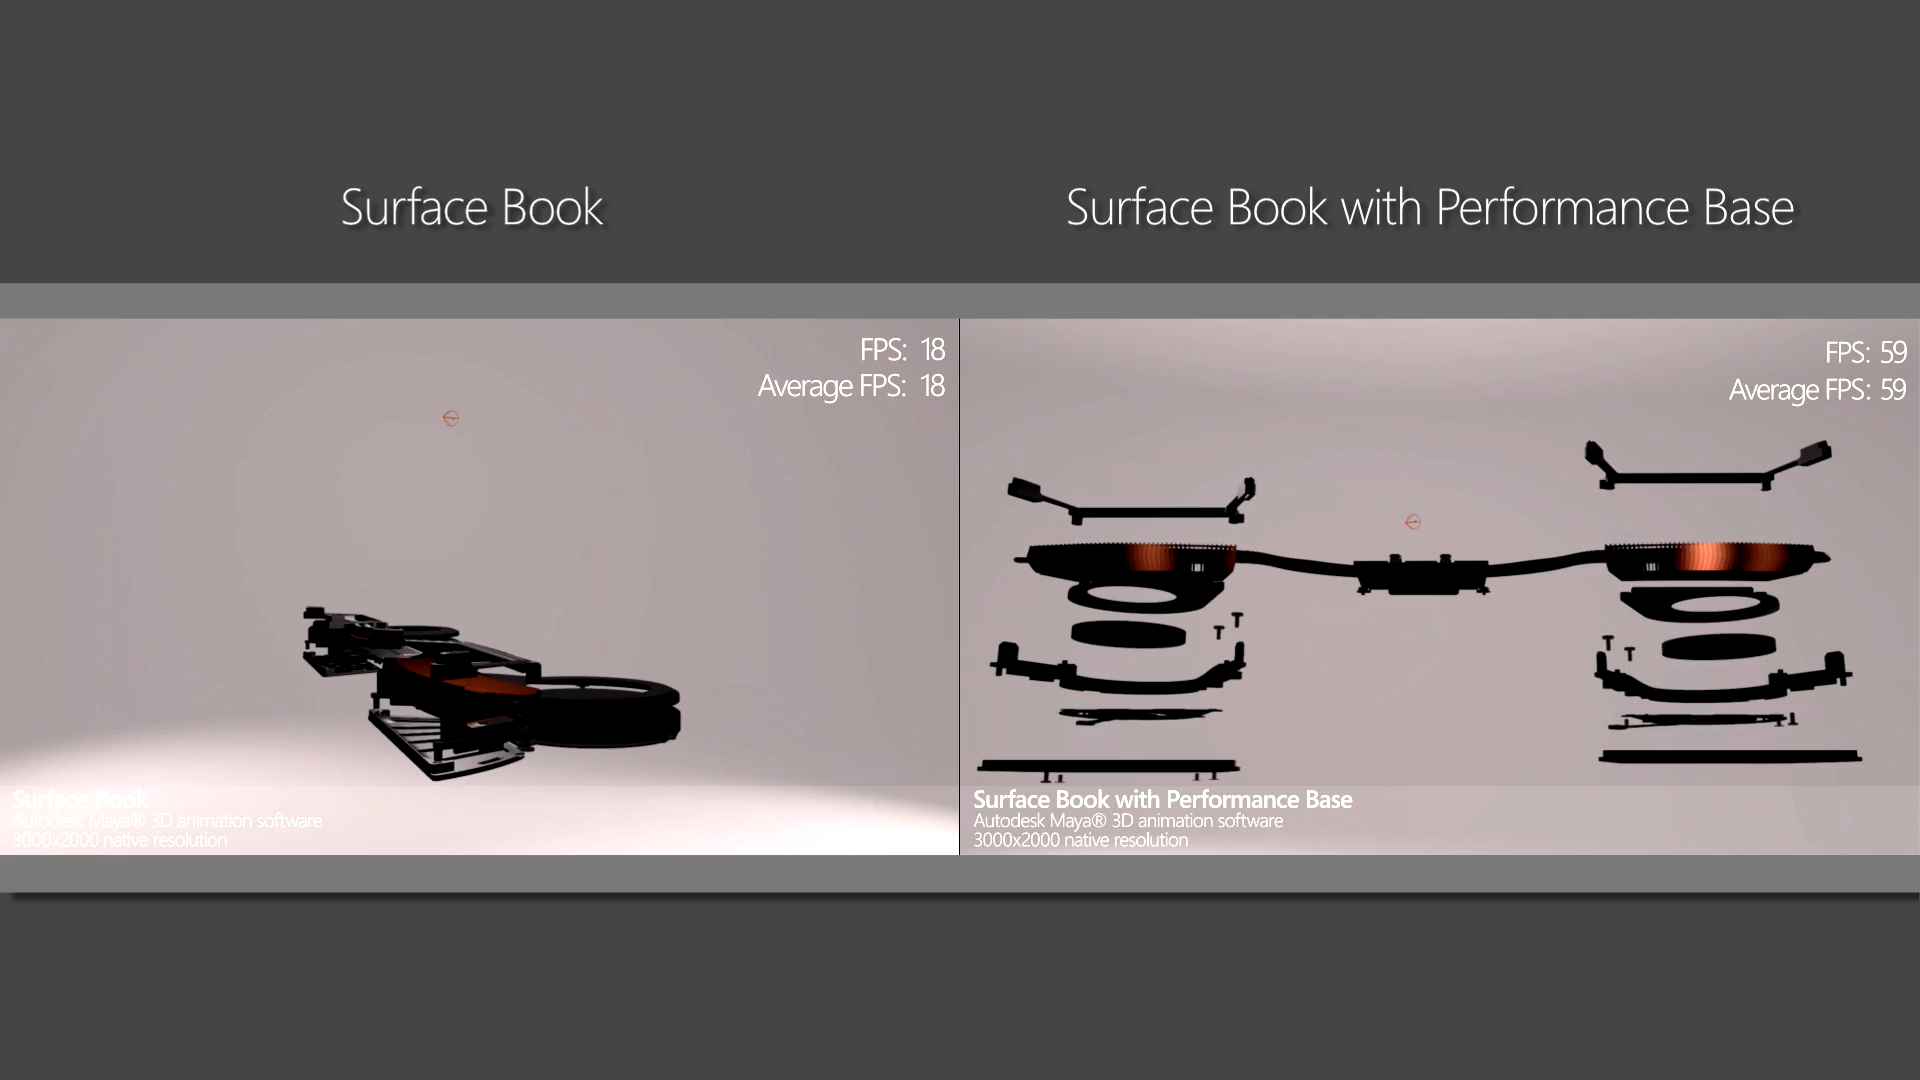 Surface Book
Surface Book with Performance Base
FPS: 18
Average FPS: 18
FPS: 59
Average FPS: 59
Surface Book
Autodesk Maya® 3D animation software
3000x2000 native resolution
Surface Book with Performance Base
Autodesk Maya® 3D animation software
3000x2000 native resolution